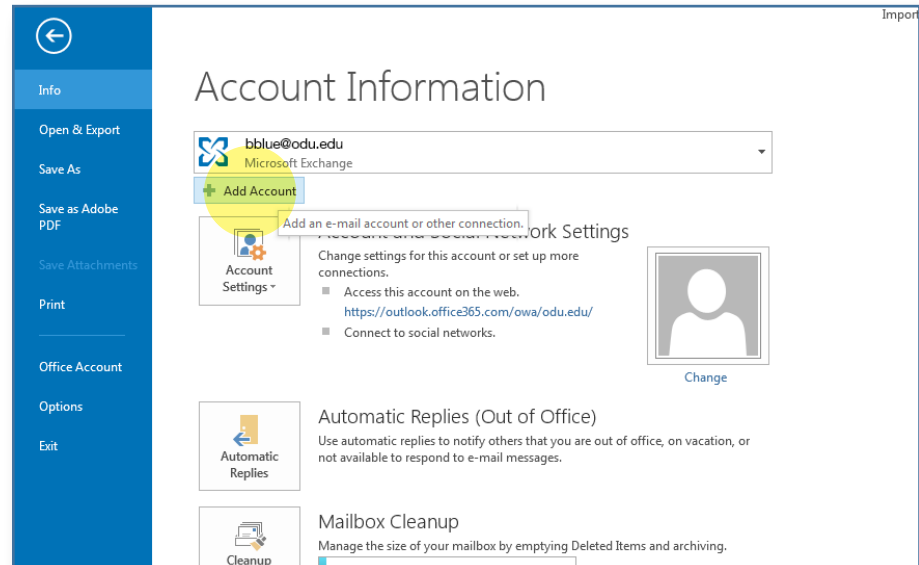 Import
Info
Open & Export
Save As
Save as Adobe
PDF
Save Attachments
Print
Office Account
Options
Exit
Account Information
bblue@odu.edu
Microsoft Exchange
Add Account
Add an e-mail account or other connection.
Account and Social Network Settings
Account
Settings
Change settings for this account or set up more
connections.
Access this account on the web.
https://outlook.office365.com/owa/odu.edu/
Connect to social networks.
Change
Automatic
Replies
Automatic Replies (Out of Office)
Use automatic replies to notify others that you are out of office, on vacation, or
not available to respond to e-mail messages.
Cleanup
Mailbox Cleanup
Manage the size of your mailbox by emptying Deleted Items and archiving.